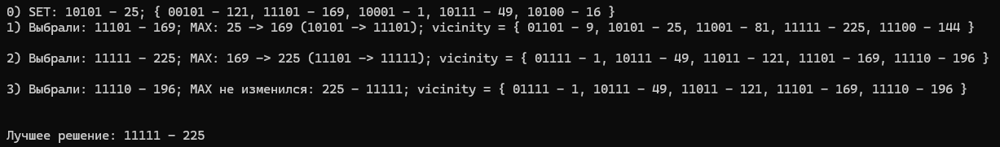 0) SET: 10101 - 25; { 00101 - 121, 11101 - 169, 10001 - 1, 10111 - 49, 10100 - 16 }
1) Выбрали: 11101 - 169; MAX: 25 -> 169 (10101 -> 11101); vicinity = { 01101 - 9, 10101 - 25, 11001 - 81, 11111 - 225, 11100 - 144 }
2) Выбрали: 11111 - 225; MAX: 169 -> 225 (11101 -> 11111); vicinity = { 01111 - 1, 10111 - 49, 11011 - 121, 11101 - 169, 11110 - 196 }
3) Выбрали: 11110 - 196; MAX не изменился: 225 - 11111; vicinity = { 01111 - 1, 10111 - 49, 11011 - 121, 11101 - 169, 11110 - 196 }
Лучшее решение: 11111 - 225